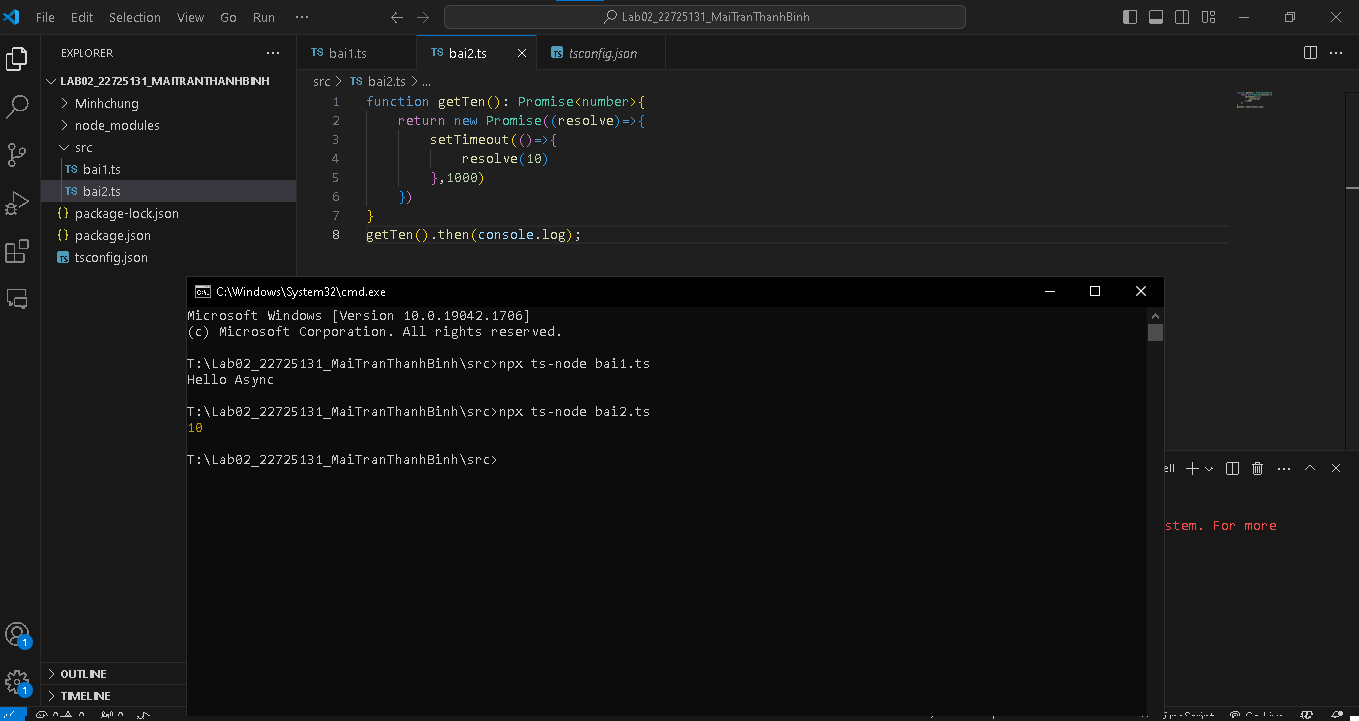 File Edit Selection View Go Run ··· Lab02_22725131_MaiTranThanhBinh
EXPLORER ···
LAB02_22725131_MAITRANTHANHBINH
Minhchung
node_modules
src
TS bai1.ts
TS bai2.ts
{} package-lock.json
{} package.json
TS tsconfig.json
OUTLINE
TIMELINE
1
1
TS bai1.ts TS bai2.ts TS tsconfig.json ···
src > TS bai2.ts > ...
1 function getTen(): Promise<number>{
2 return new Promise((resolve)=>{
3 setTimeout(()=>{
4 resolve(10)
5 },1000)
6 })
7 }
8 getTen().then(console.log);
C:\Windows\System32\cmd.exe
Microsoft Windows [Version 10.0.19042.1706]
(c) Microsoft Corporation. All rights reserved.
T:\Lab02_22725131_MaiTranThanhBinh\src>npx ts-node bai1.ts
Hello Async
T:\Lab02_22725131_MaiTranThanhBinh\src>npx ts-node bai2.ts
10
T:\Lab02_22725131_MaiTranThanhBinh\src>
ell ···
stem. For more